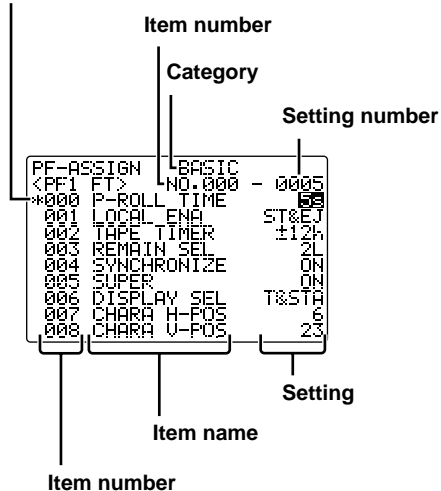 Item number
Category
Setting number
PF-ASSIGN BASIC
<PF1 FT> NO.000 - 0005
*000 P-ROLL TIME 5s
001 LOCAL ENA ST&EJ
002 TAPE TIMER ±12h
003 REMAIN SEL 2L
004 SYNCHRONIZE ON
005 SUPER ON
006 DISPLAY SEL T&STA
007 CHARA H-POS 6
008 CHARA V-POS 23
Setting
Item name
Item number